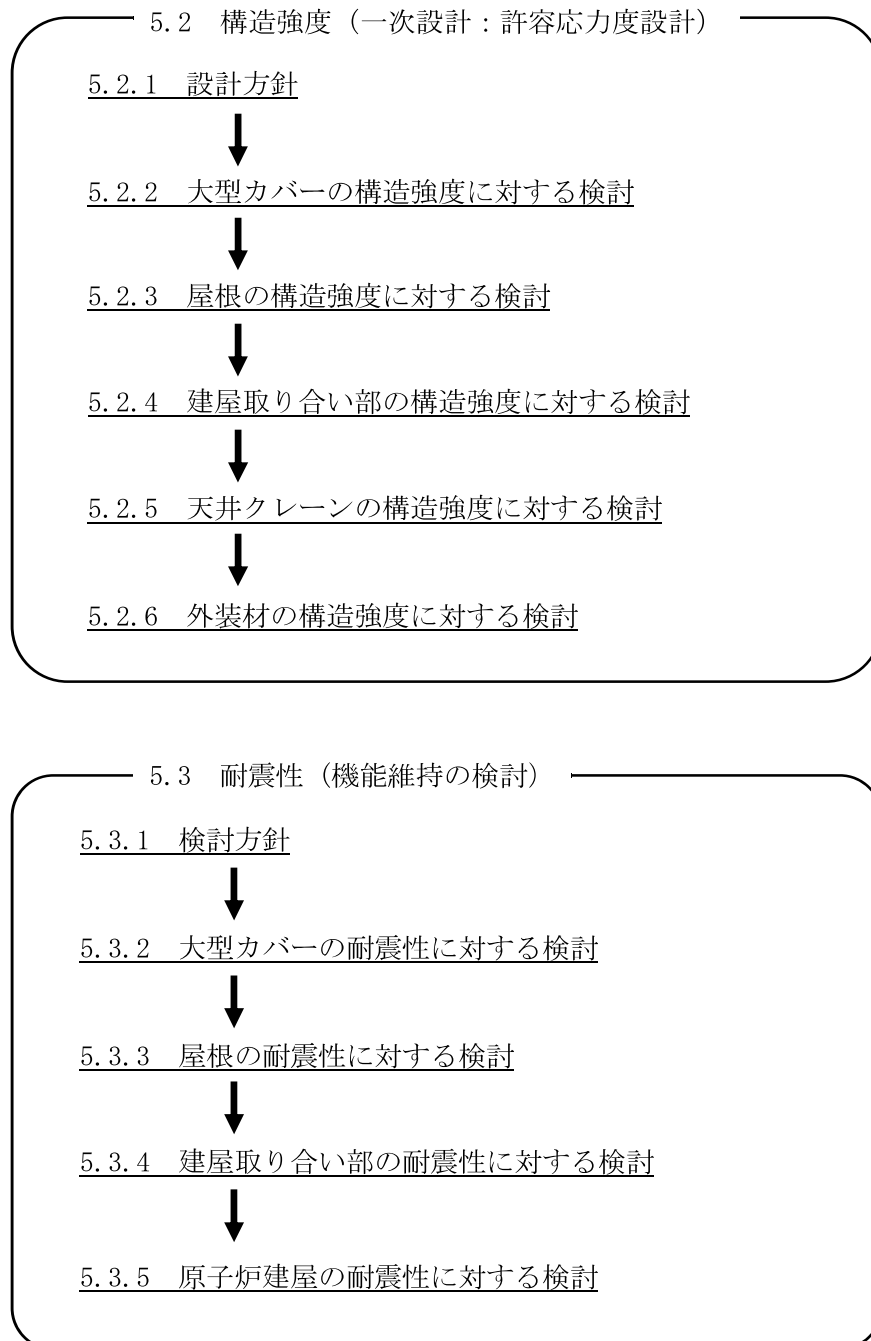 5.2　構造強度（一次設計：許容応力度設計）
5.2.1　設計方針
5.2.2　大型カバーの構造強度に対する検討
5.2.3　屋根の構造強度に対する検討
5.2.4　建屋取り合い部の構造強度に対する検討
5.2.5　天井クレーンの構造強度に対する検討
5.2.6　外装材の構造強度に対する検討
5.3　耐震性（機能維持の検討）
5.3.1　検討方針
5.3.2　大型カバーの耐震性に対する検討
5.3.3　屋根の耐震性に対する検討
5.3.4　建屋取り合い部の耐震性に対する検討
5.3.5　原子炉建屋の耐震性に対する検討